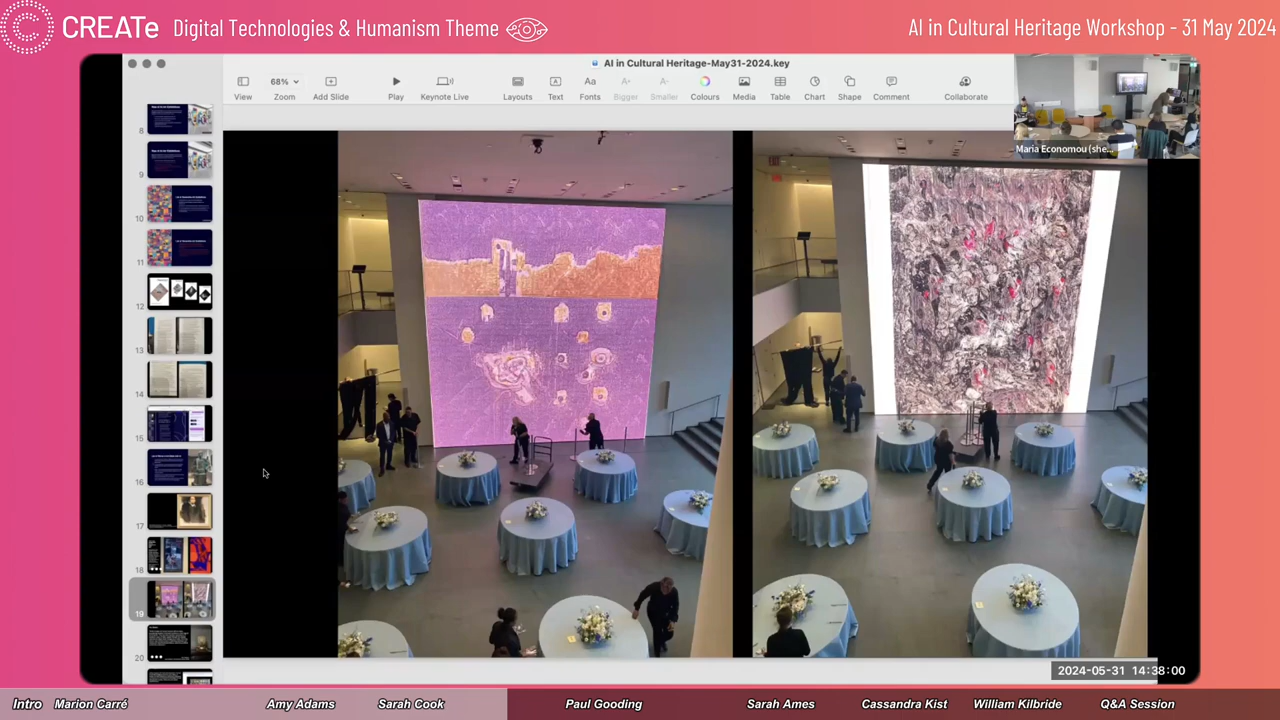 CREATe Digital Technologies & Humanism Theme
AI in Cultural Heritage Workshop - 31 May 2024
AI in Cultural Heritage-May31-2024.key
68%
View
Zoom
Add Slide
Play
Keynote Live
Layouts
Text
Fonts
Bigger
Smaller
Colours
Media
Table
Chart
Shape
Comment
Collaborate
Maria Economou (she...
8
9
10
11
12
13
14
15
16
17
18
19
20
2024-05-31 14:38:00
Intro Marion Carré Amy Adams Sarah Cook Paul Gooding Sarah Ames Cassandra Kist William Kilbride Q&A Session